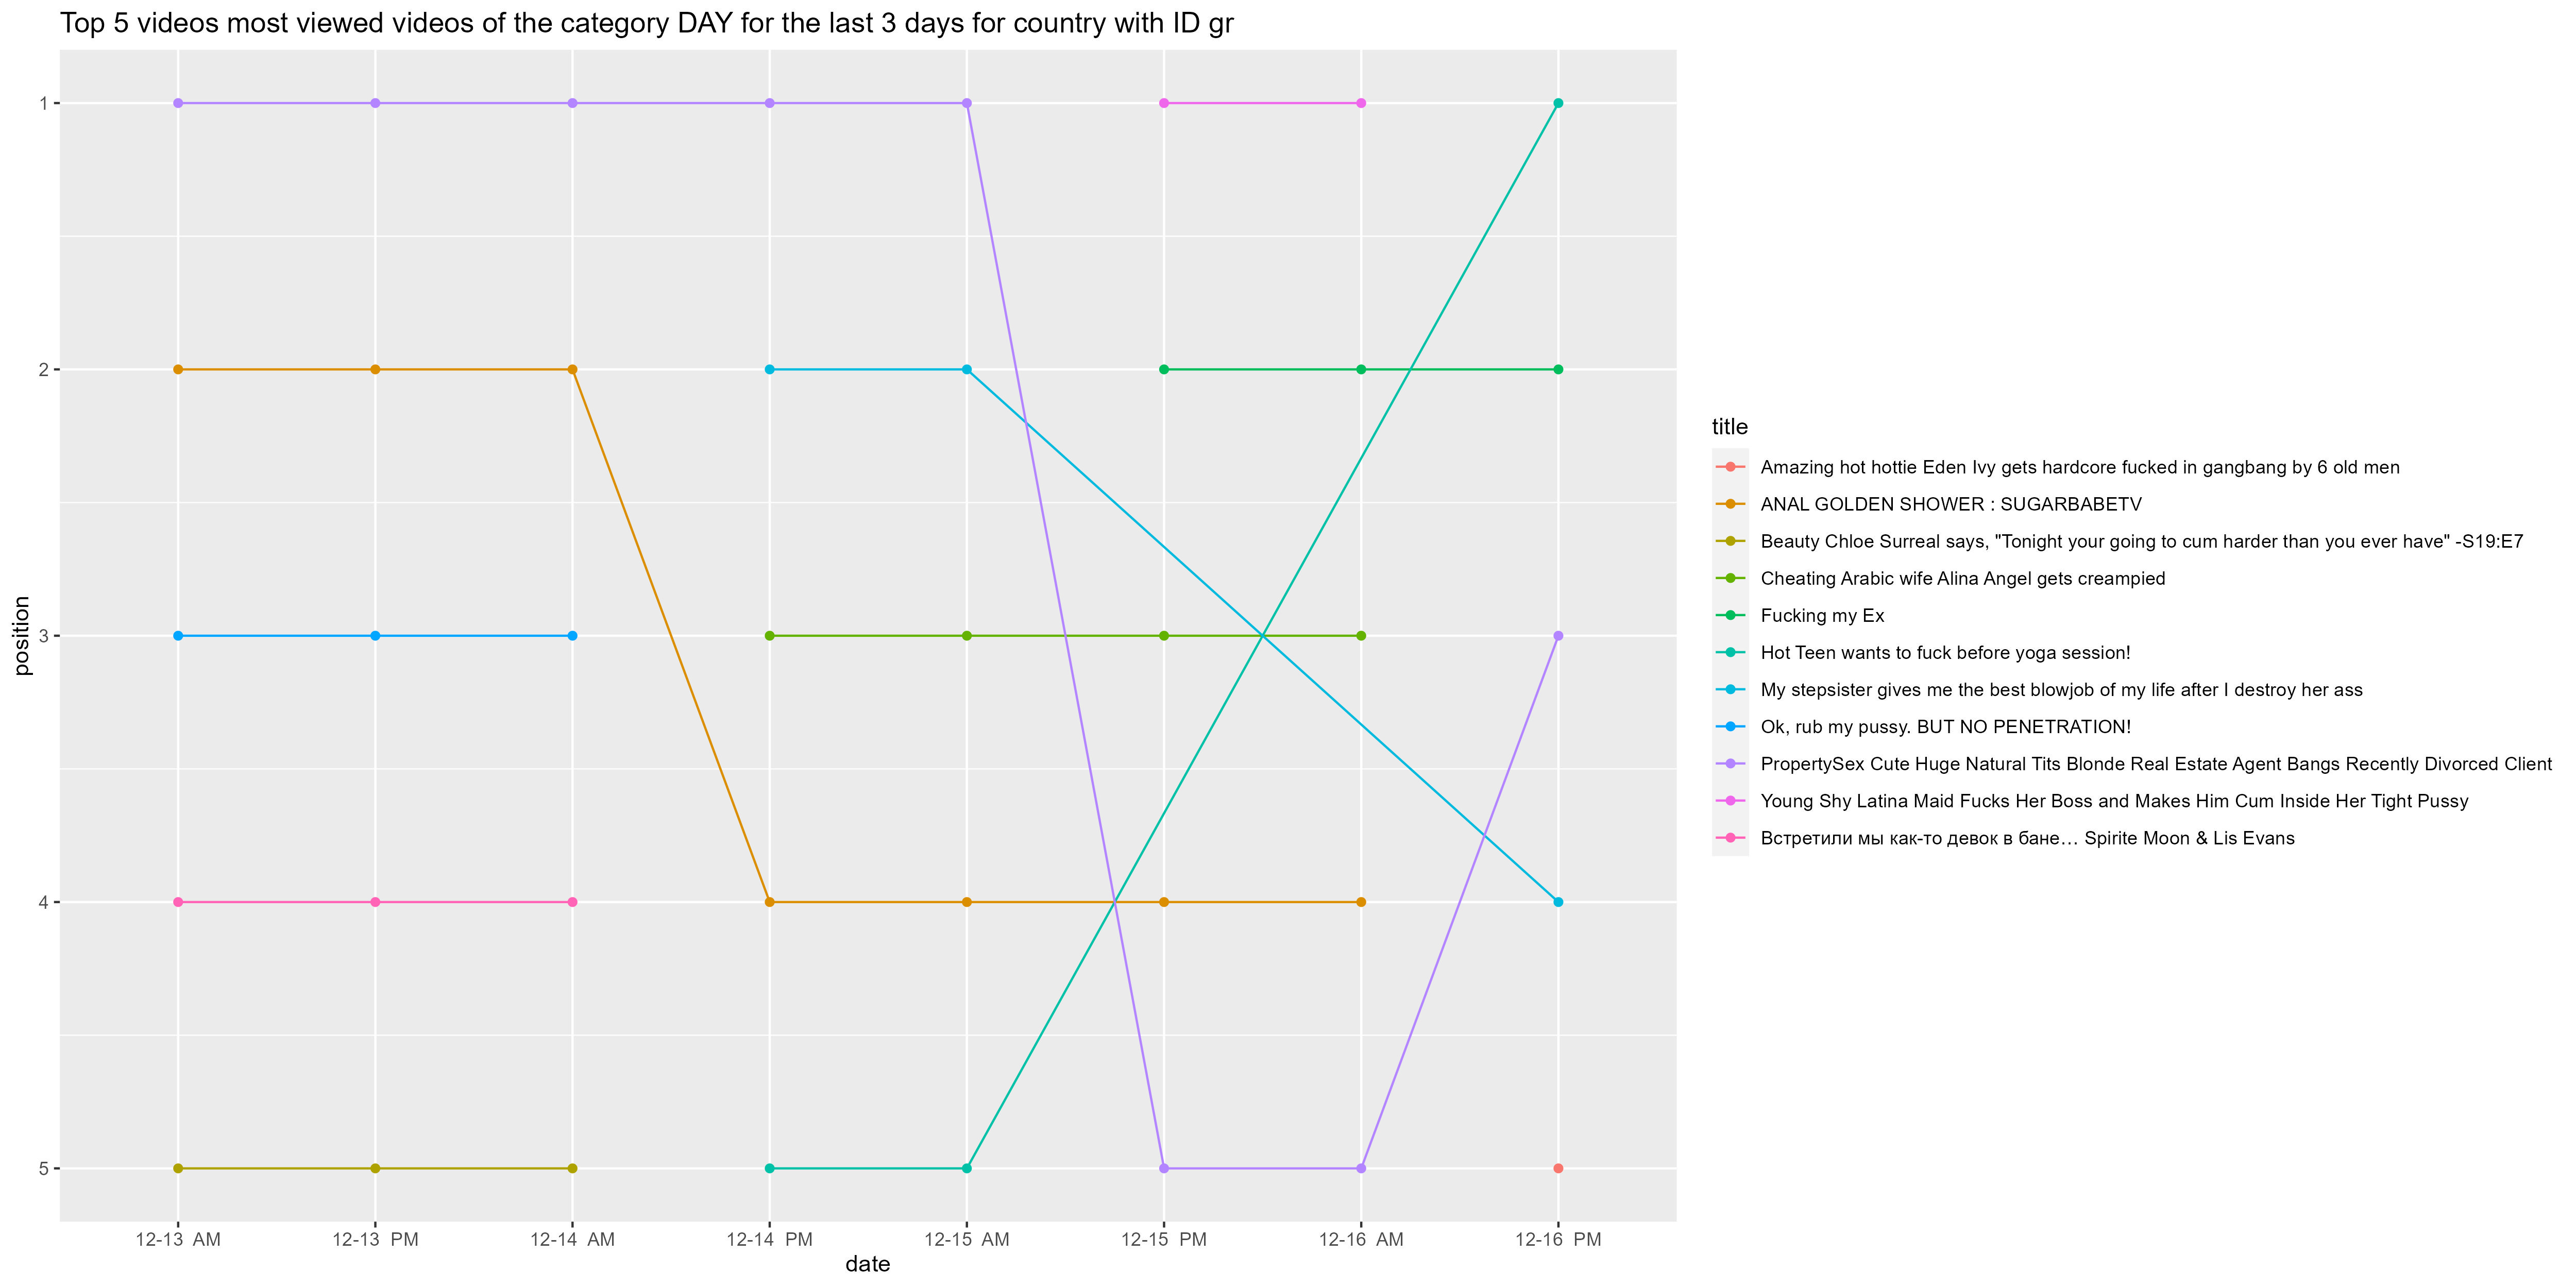 Top 5 videos most viewed videos of the category DAY for the last 3 days for country with ID gr
1
2
3
4
5
position
12-13 AM
12-13 PM
12-14 AM
12-14 PM
12-15 AM
12-15 PM
12-16 AM
12-16 PM
date
title
Amazing hot hottie Eden Ivy gets hardcore fucked in gangbang by 6 old men
ANAL GOLDEN SHOWER : SUGARBABETV
Beauty Chloe Surreal says, "Tonight your going to cum harder than you ever have" -S19:E7
Cheating Arabic wife Alina Angel gets creampied
Fucking my Ex
Hot Teen wants to fuck before yoga session!
My stepsister gives me the best blowjob of my life after I destroy her ass
Ok, rub my pussy. BUT NO PENETRATION!
PropertySex Cute Huge Natural Tits Blonde Real Estate Agent Bangs Recently Divorced Client
Young Shy Latina Maid Fucks Her Boss and Makes Him Cum Inside Her Tight Pussy
Встретили мы как-то девок в бане… Spirite Moon & Lis Evans